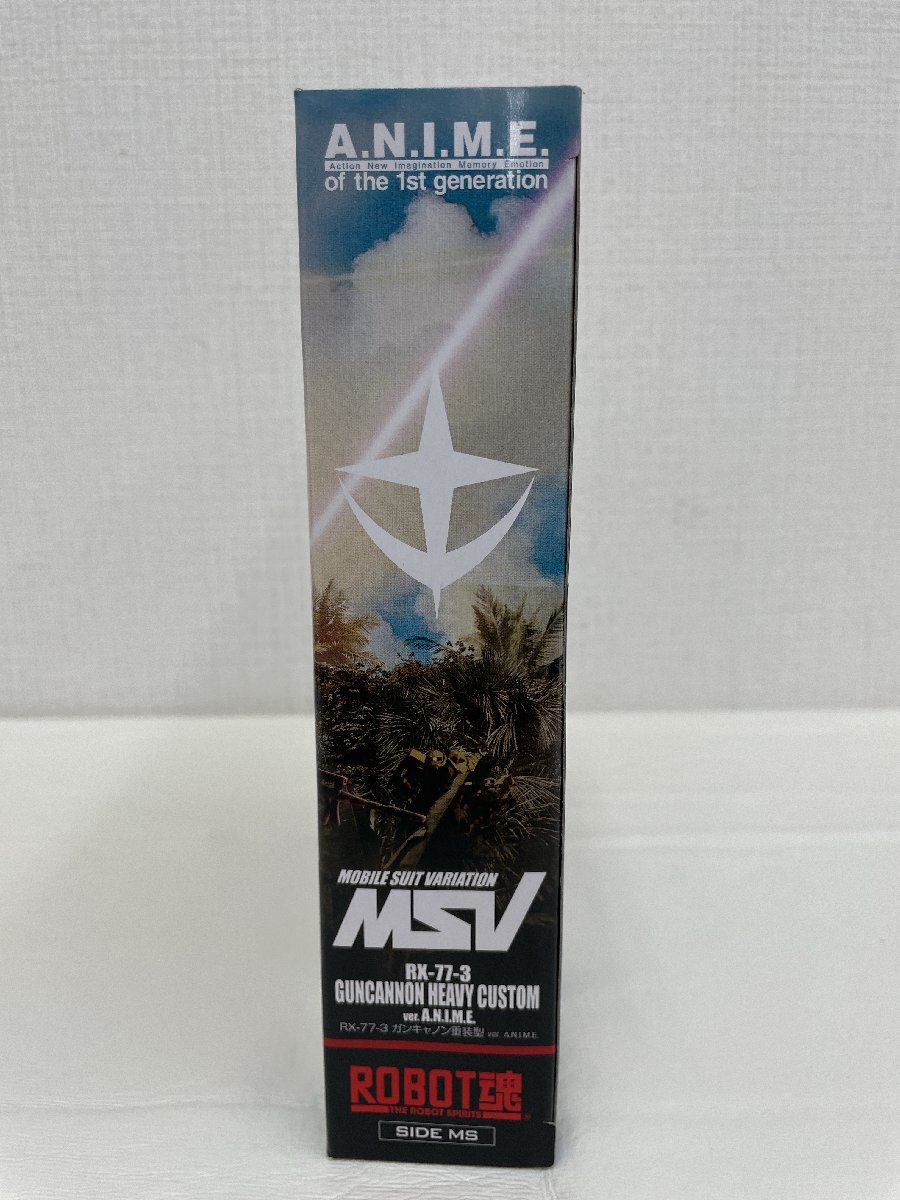 A.N.I.M.E.
Action New Imagination Memory Emotion
of the 1st generation
MOBILE SUIT VARIATION
MSV
RX-77-3
GUNCANNON HEAVY CUSTOM
ver. A.N.I.M.E.
RX-77-3 ガンキャノン重装型 ver. A.N.I.M.E.
ROBOT魂
THE ROBOT SPIRITS
SIDE MS